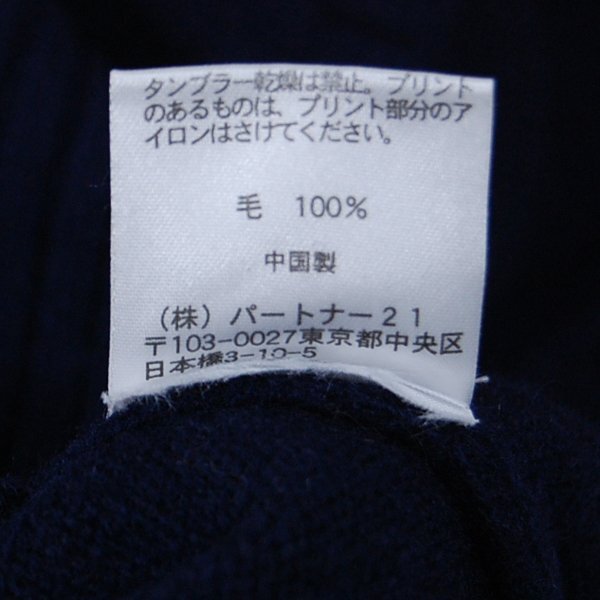 タンブラー乾燥は禁止。プリント
のあるものは、プリント部分のア
イロンはさけてください。
毛 100%
中国製
（株）パートナー21
〒103-0027東京都中央区
日本橋3-10-5